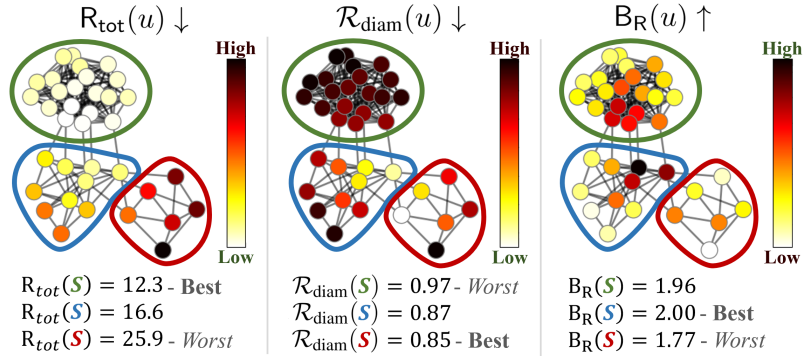 R_tot(u) ↓
High
Low
R_tot(S) = 12.3 - Best
R_tot(S) = 16.6
R_tot(S) = 25.9 - Worst
ℛ_diam(u) ↓
High
Low
ℛ_diam(S) = 0.97 - Worst
ℛ_diam(S) = 0.87
ℛ_diam(S) = 0.85 - Best
B_R(u) ↑
High
Low
B_R(S) = 1.96
B_R(S) = 2.00 - Best
B_R(S) = 1.77 - Worst